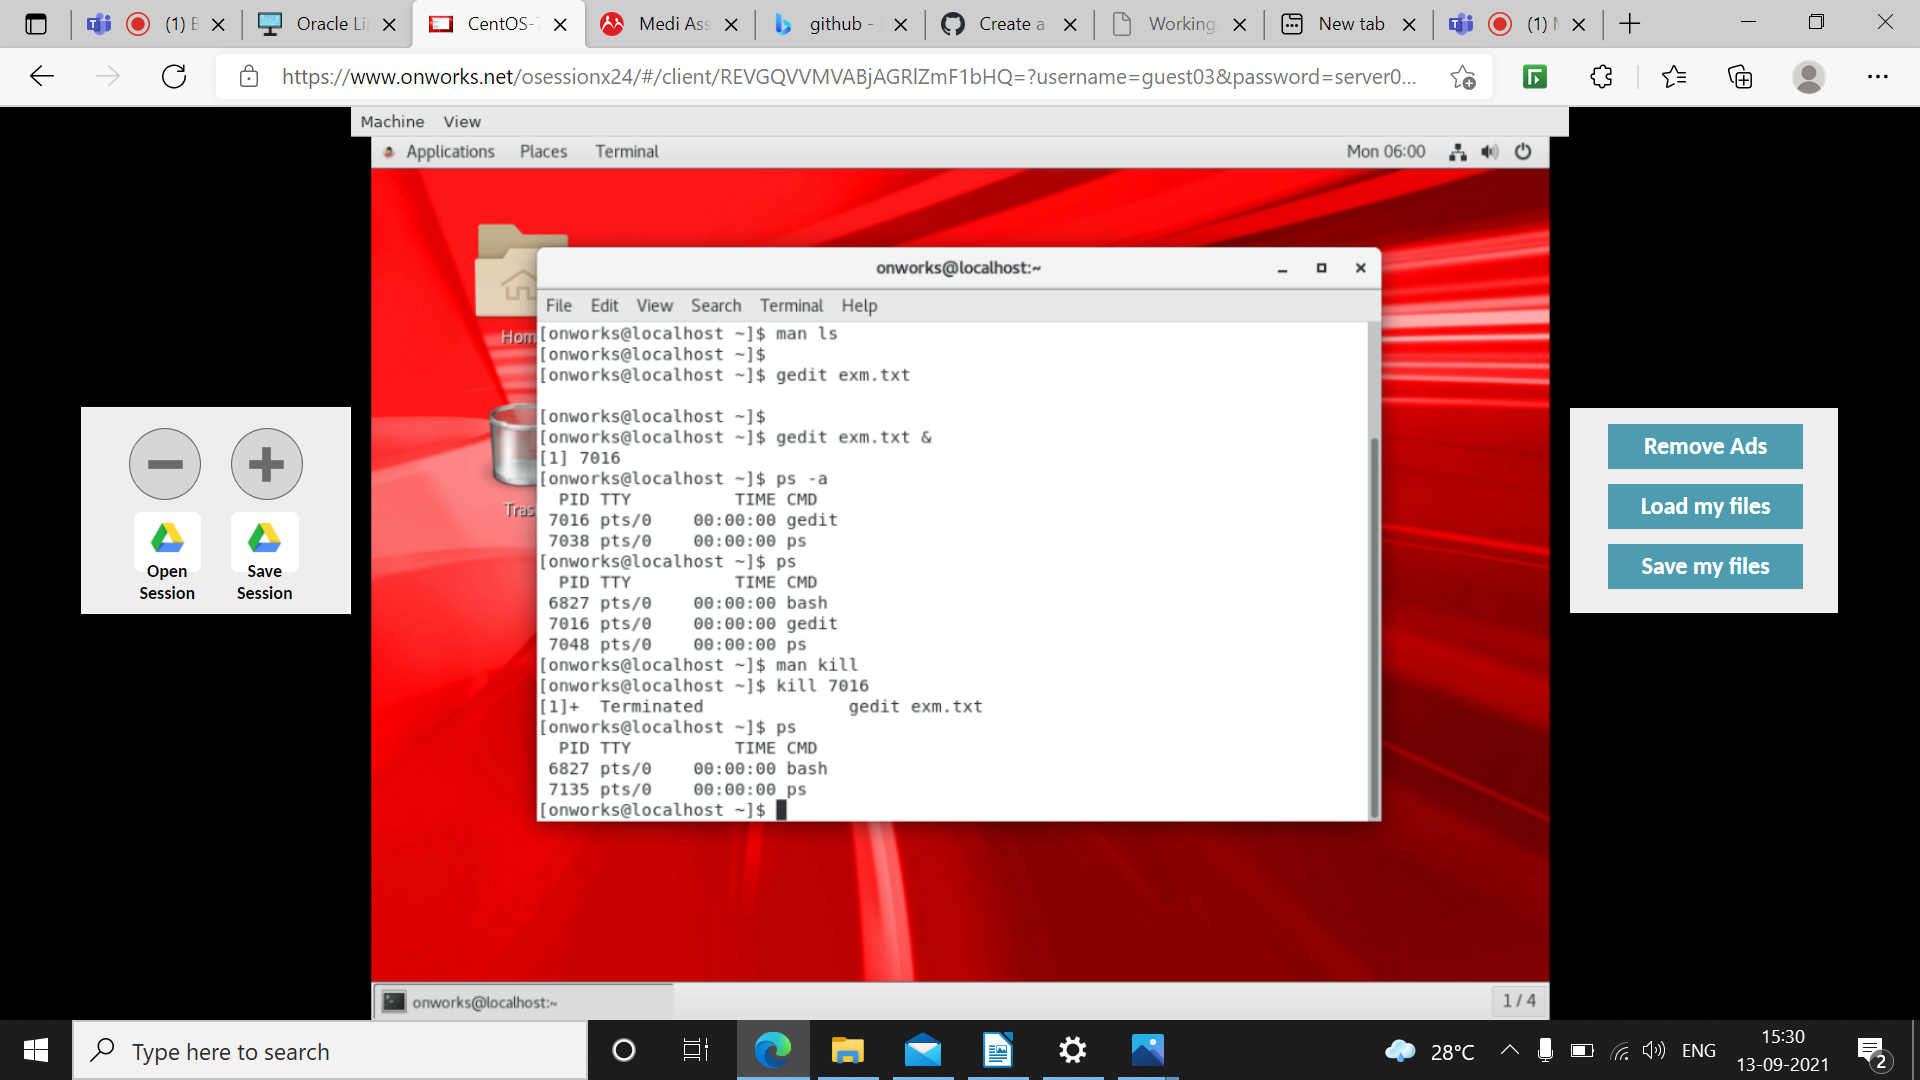 (1) E
Oracle Li
CentOS-7
Medi Ass
github -
Create a
Working
New tab
(1) N
https://www.onworks.net/osessionx24/#/client/REVGQVVMVABjAGRlZmF1bHQ=?username=guest03&password=server0...
Machine View
Applications Places Terminal
Mon 06:00
Hom
Tras
onworks@localhost:~
File Edit View Search Terminal Help
[onworks@localhost ~]$ man ls
[onworks@localhost ~]$
[onworks@localhost ~]$ gedit exm.txt
[onworks@localhost ~]$
[onworks@localhost ~]$ gedit exm.txt &
[1] 7016
[onworks@localhost ~]$ ps -a
PID TTY TIME CMD
7016 pts/0 00:00:00 gedit
7038 pts/0 00:00:00 ps
[onworks@localhost ~]$ ps
PID TTY TIME CMD
6827 pts/0 00:00:00 bash
7016 pts/0 00:00:00 gedit
7048 pts/0 00:00:00 ps
[onworks@localhost ~]$ man kill
[onworks@localhost ~]$ kill 7016
[1]+ Terminated gedit exm.txt
[onworks@localhost ~]$ ps
PID TTY TIME CMD
6827 pts/0 00:00:00 bash
7135 pts/0 00:00:00 ps
[onworks@localhost ~]$
Open
Session
Save
Session
Remove Ads
Load my files
Save my files
onworks@localhost:~
1 / 4
Type here to search
28°C
ENG
15:30
13-09-2021
2